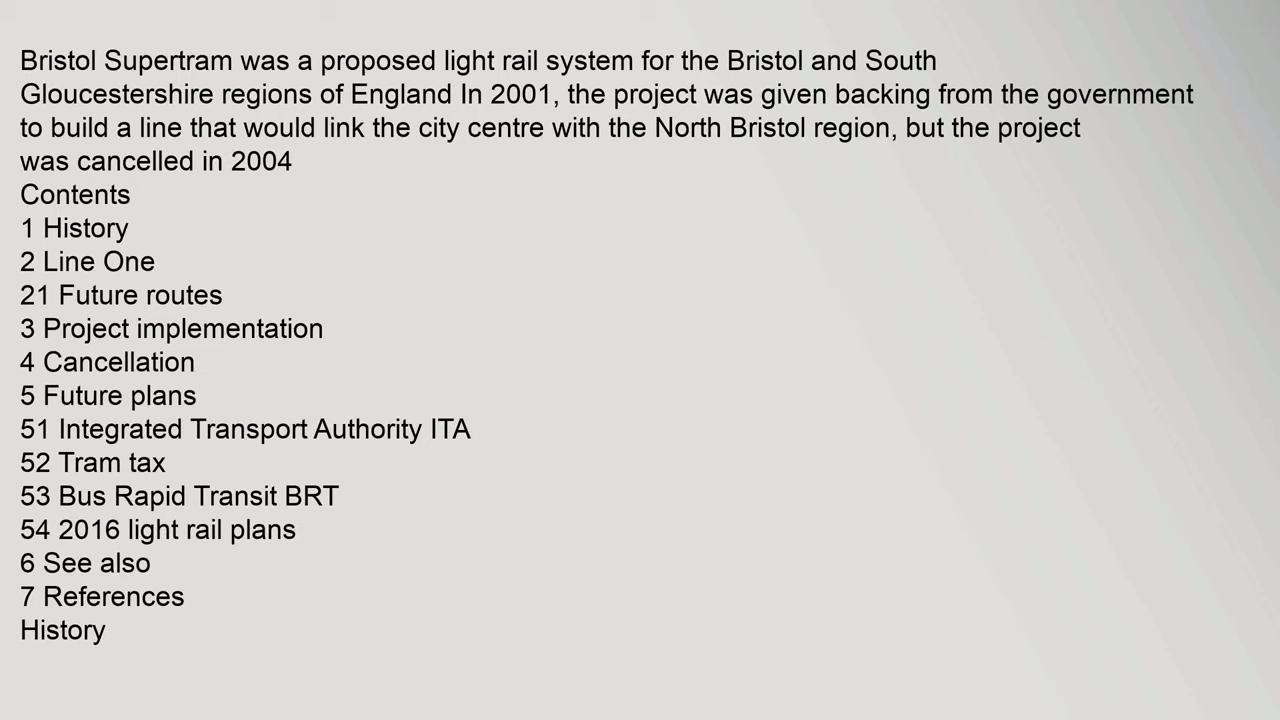 Bristol Supertram was a proposed light rail system for the Bristol and South
Gloucestershire regions of England In 2001, the project was given backing from the government
to build a line that would link the city centre with the North Bristol region, but the project
was cancelled in 2004
Contents
1 History
2 Line One
21 Future routes
3 Project implementation
4 Cancellation
5 Future plans
51 Integrated Transport Authority ITA
52 Tram tax
53 Bus Rapid Transit BRT
54 2016 light rail plans
6 See also
7 References
History